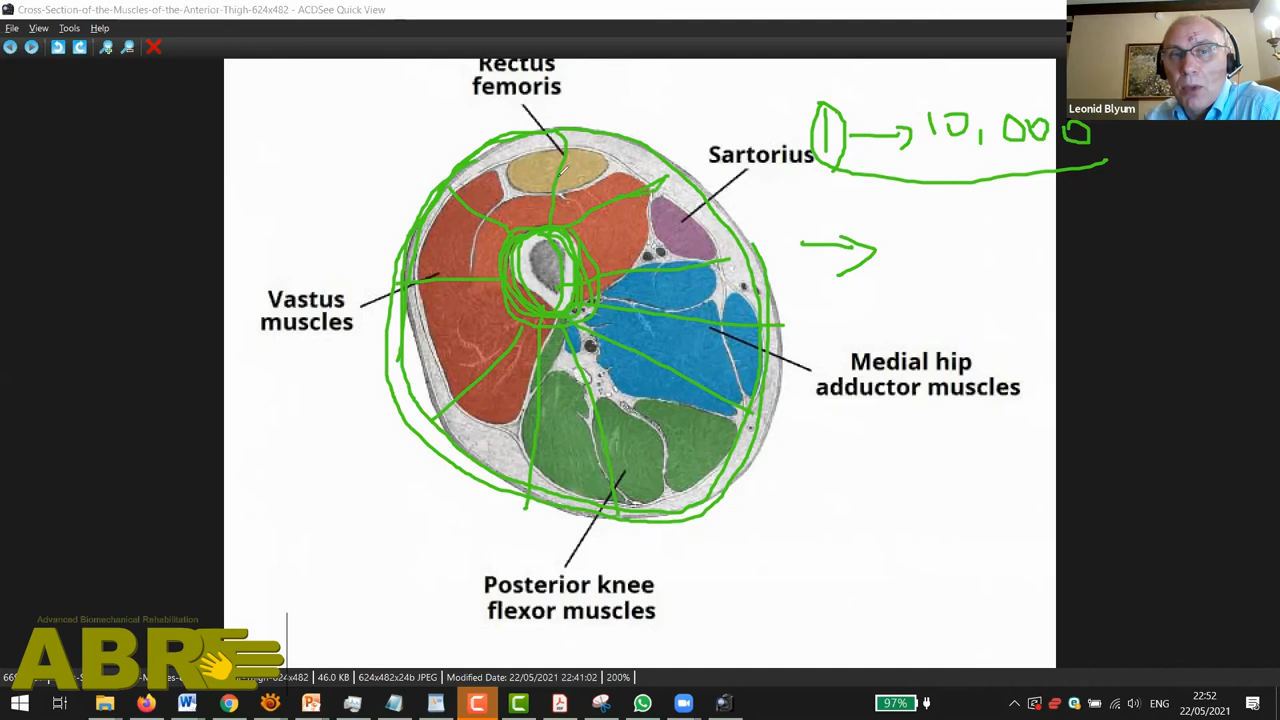 Cross-Section-of-the-Muscles-of-the-Anterior-Thigh-624x482 - ACDSee Quick View
File View Tools Help
Leonid Blyum
Rectus
femoris
1 → 10,000
Sartorius
Vastus
muscles
Medial hip
adductor muscles
Posterior knee
flexor muscles
Advanced Biomechanical Rehabilitation
ABR
-Thigh-624x482
46.0 KB
624x482x24b JPEG
Modified: 22/05/2021 22:41:02
200%
97%
22:52
22/05/2021